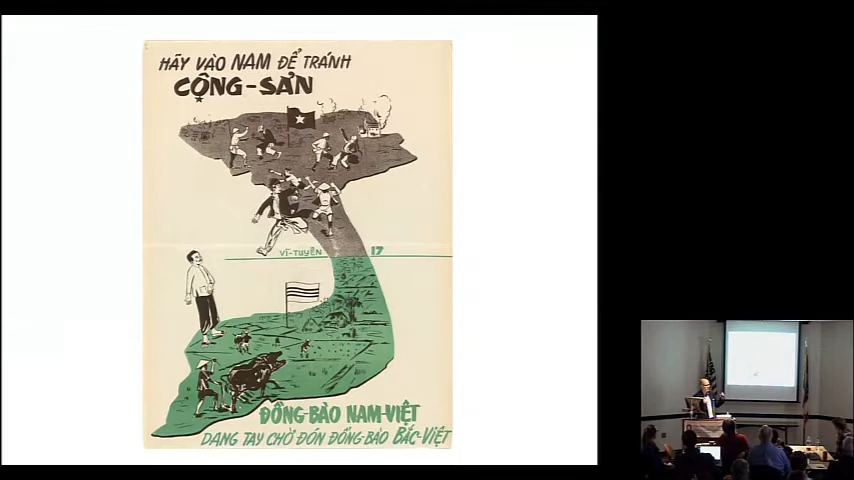 HÃY VÀO NAM ĐỂ TRÁNH
CỘNG-SẢN
VĨ-TUYẾN 17
ĐỒNG-BÀO NAM-VIỆT
DANG TAY CHỜ ĐÓN ĐỒNG-BÀO BẮC-VIỆT